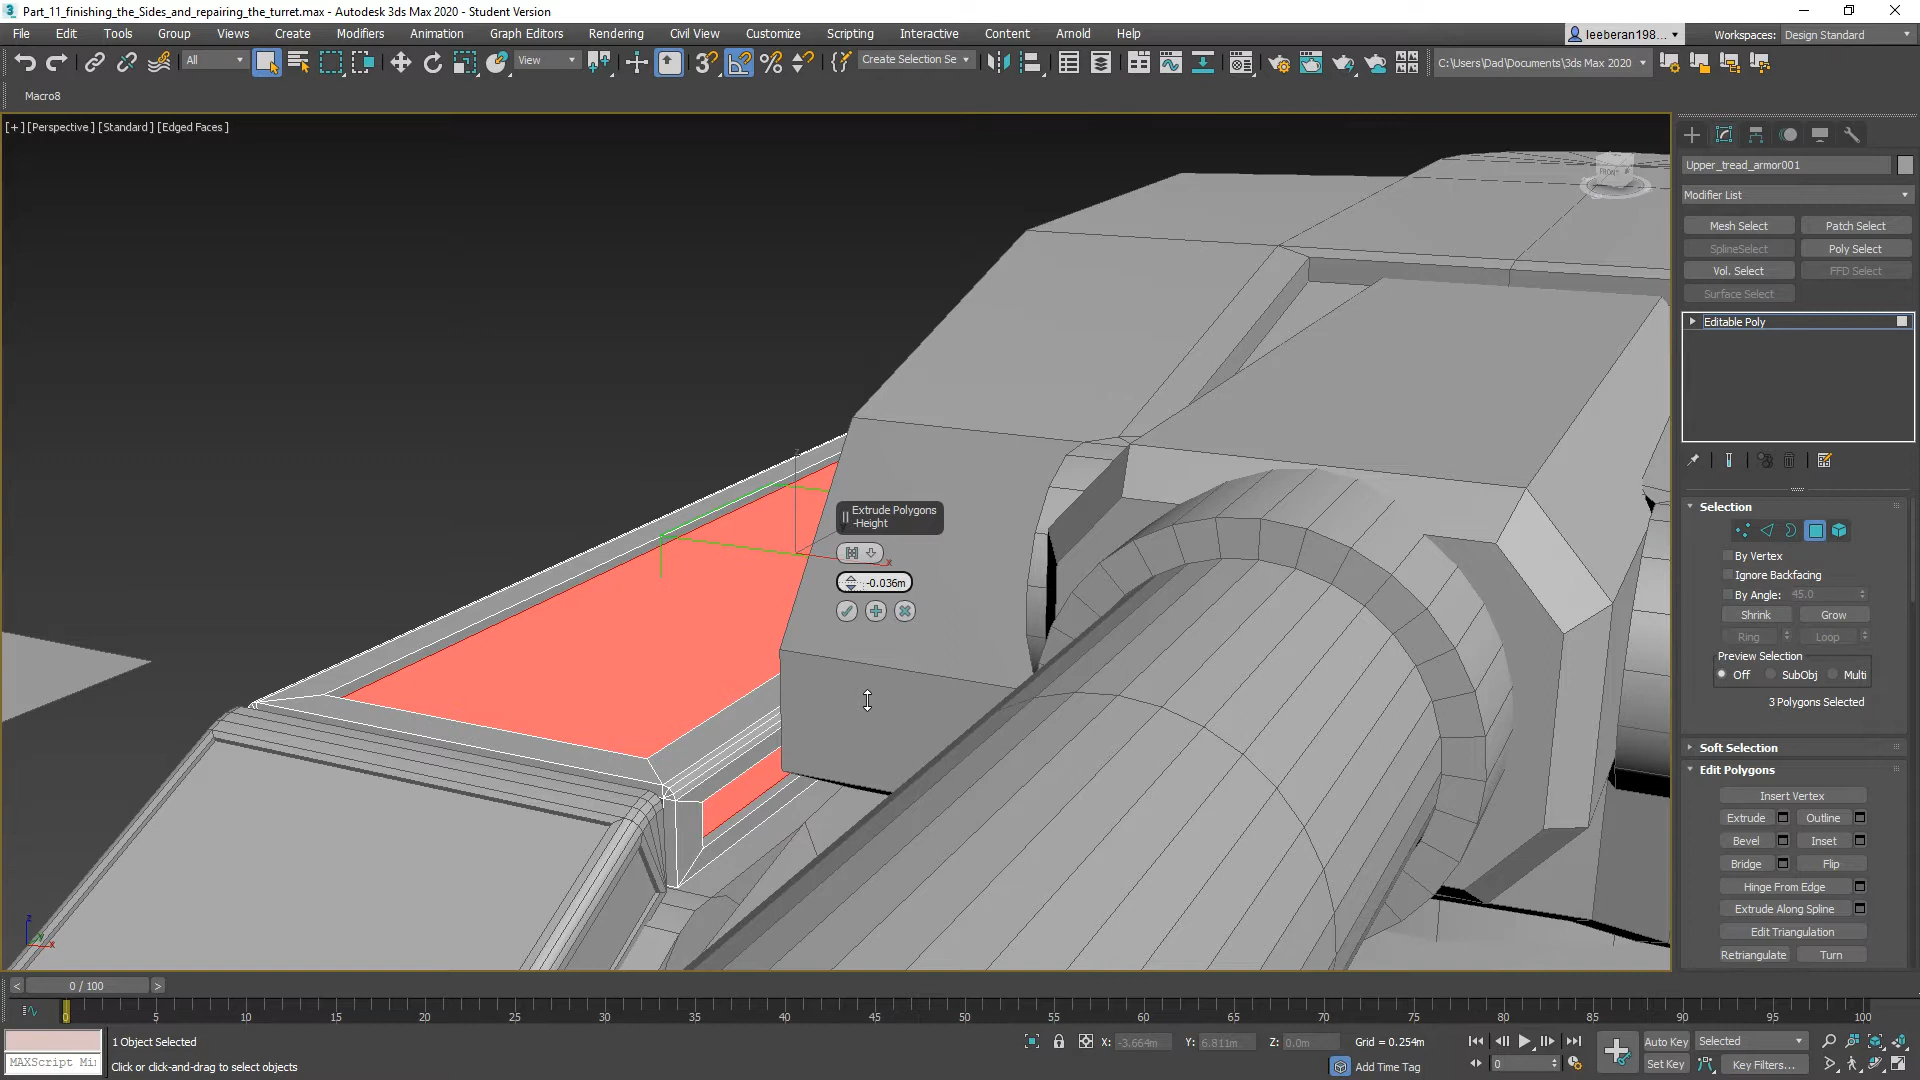 Part_11_finishing_the_Sides_and_repairing_the_turret.max - Autodesk 3ds Max 2020 - Student Version
File Edit Tools Group Views Create Modifiers Animation Graph Editors Rendering Civil View Customize Scripting Interactive Content Arnold Help
leeberan198...
Workspaces: Design Standard
All
View
Create Selection Se
C:\Users\Dad\Documents\3ds Max 2020
Macro8
[+] [Perspective] [Standard] [Edged Faces]
FRONT
Upper_tread_armor001
Modifier List
Mesh Select Patch Select
SplineSelect Poly Select
Vol. Select FFD Select
Surface Select
Editable Poly
Extrude Polygons
-Height
x
-0.036m
Selection
By Vertex
Ignore Backfacing
By Angle: 45.0
Shrink Grow
Ring Loop
Preview Selection
Off SubObj Multi
3 Polygons Selected
Soft Selection
Edit Polygons
Insert Vertex
Extrude Outline
Bevel Inset
Bridge Flip
Hinge From Edge
Extrude Along Spline
Edit Triangulation
Retriangulate Turn
z
x
< 0 / 100 >
0 5 10 15 20 25 30 35 40 45 50 55 60 65 70 75 80 85 90 95 100
1 Object Selected
X: -3.664m Y: 6.811m Z: 0.0m Grid = 0.254m
Auto Key Selected
MAXScript Mi
Click or click-and-drag to select objects
Add Time Tag
0
Set Key Key Filters...